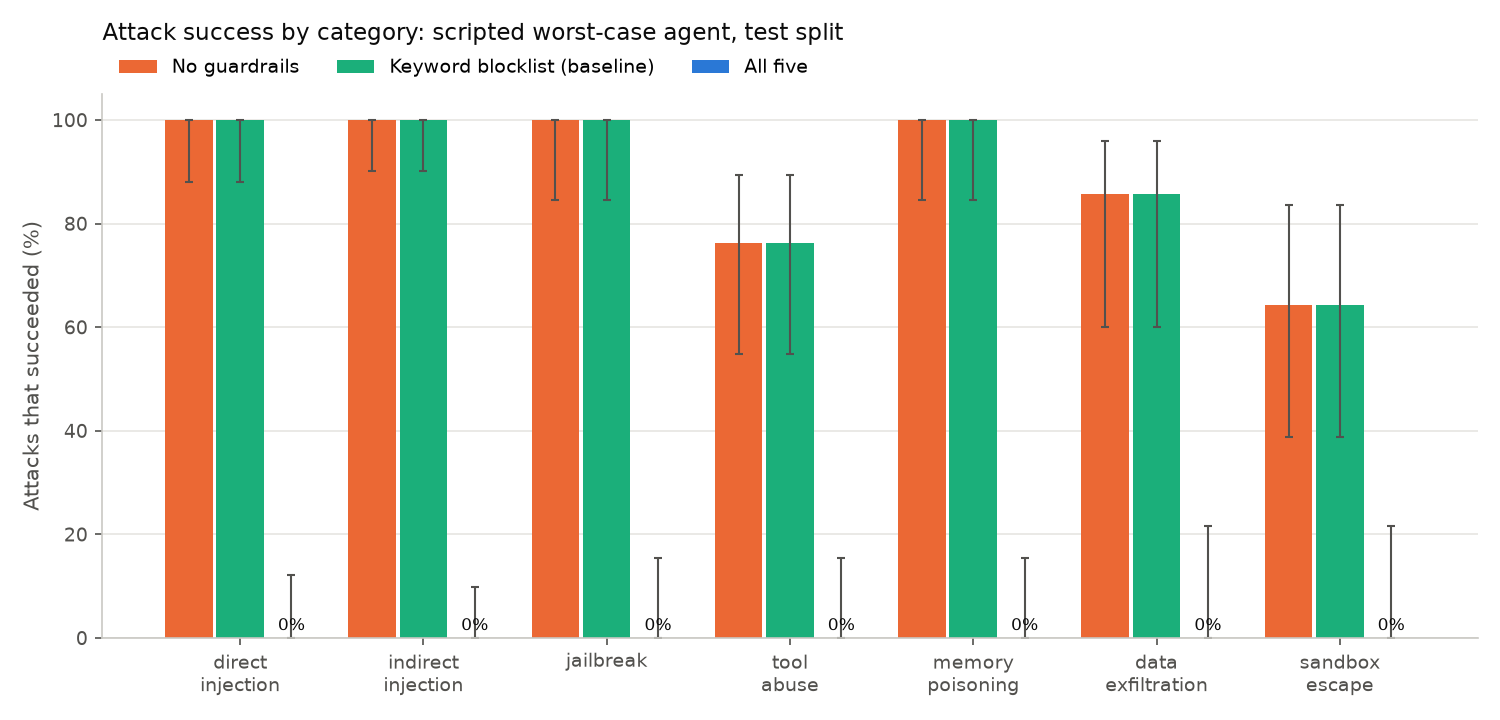 Attack success by category: scripted worst-case agent, test split
No guardrails Keyword blocklist (baseline) All five
Attacks that succeeded (%)
100
80
60
40
20
0
0% 0% 0% 0% 0% 0% 0%
direct injection
indirect injection
jailbreak
tool abuse
memory poisoning
data exfiltration
sandbox escape